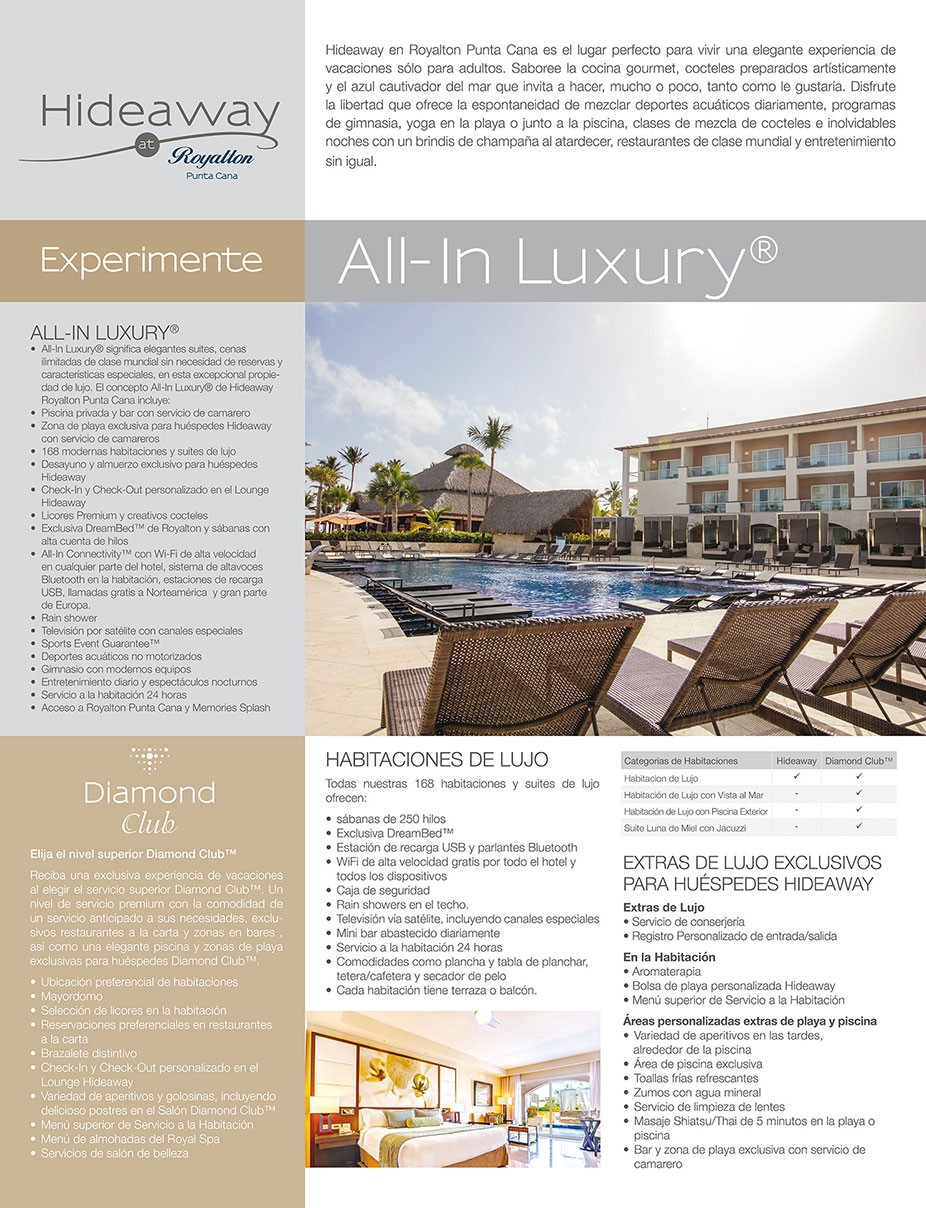 Hideaway
at Royalton
Punta Cana
Hideaway en Royalton Punta Cana es el lugar perfecto para vivir una elegante experiencia de
vacaciones sólo para adultos. Saboree la cocina gourmet, cocteles preparados artísticamente
y el azul cautivador del mar que invita a hacer, mucho o poco, tanto como le gustaría. Disfrute
la libertad que ofrece la espontaneidad de mezclar deportes acuáticos diariamente, programas
de gimnasia, yoga en la playa o junto a la piscina, clases de mezcla de cocteles e inolvidables
noches con un brindis de champaña al atardecer, restaurantes de clase mundial y entretenimiento
sin igual.
Experimente
All-In Luxury®
ALL-IN LUXURY®
• All-In Luxury® significa elegantes suites, cenas
ilimitadas de clase mundial sin necesidad de reservas y
características especiales, en esta excepcional propie-
dad de lujo. El concepto All-In Luxury® de Hideaway
Royalton Punta Cana incluye:
• Piscina privada y bar con servicio de camarero
• Zona de playa exclusiva para huéspedes Hideaway
con servicio de camareros
• 168 modernas habitaciones y suites de lujo
• Desayuno y almuerzo exclusivo para huéspedes
Hideaway
• Check-In y Check-Out personalizado en el Lounge
Hideaway
• Licores Premium y creativos cocteles
• Exclusiva DreamBed™ de Royalton y sábanas con
alta cuenta de hilos
• All-In Connectivity™ con Wi-Fi de alta velocidad
en cualquier parte del hotel, sistema de altavoces
Bluetooth en la habitación, estaciones de recarga
USB, llamadas gratis a Norteamérica y gran parte
de Europa.
• Rain shower
• Televisión por satélite con canales especiales
• Sports Event Guarantee™
• Deportes acuáticos no motorizados
• Gimnasio con modernos equipos
• Entretenimiento diario y espectáculos nocturnos
• Servicio a la habitación 24 horas
• Acceso a Royalton Punta Cana y Memories Splash
Diamond
Club
Elija el nivel superior Diamond Club™
Reciba una exclusiva experiencia de vacaciones
al elegir el servicio superior Diamond Club™. Un
nivel de servicio premium con la comodidad de
un servicio anticipado a sus necesidades, exclu-
sivos restaurantes a la carta y zonas en bares ,
así como una elegante piscina y zonas de playa
exclusivas para huéspedes Diamond Club™.
• Ubicación preferencial de habitaciones
• Mayordomo
• Selección de licores en la habitación
• Reservaciones preferenciales en restaurantes
a la carta
• Brazalete distintivo
• Check-In y Check-Out personalizado en el
Lounge Hideaway
• Variedad de aperitivos y golosinas, incluyendo
delicioso postres en el Salón Diamond Club™
• Menú superior de Servicio a la Habitación
• Menú de almohadas del Royal Spa
• Servicios de salón de belleza
HABITACIONES DE LUJO
Todas nuestras 168 habitaciones y suites de lujo
ofrecen:
• sábanas de 250 hilos
• Exclusiva DreamBed™
• Estación de recarga USB y parlantes Bluetooth
• WiFi de alta velocidad gratis por todo el hotel y
todos los dispositivos
• Caja de seguridad
• Rain showers en el techo.
• Televisión vía satélite, incluyendo canales especiales
• Mini bar abastecido diariamente
• Servicio a la habitación 24 horas
• Comodidades como plancha y tabla de planchar,
tetera/cafetera y secador de pelo
• Cada habitación tiene terraza o balcón.
Categorias de Habitaciones Hideaway Diamond Club™
Habitacion de Lujo ✓ ✓
Habitación de Lujo con Vista al Mar - ✓
Habitación de Lujo con Piscina Exterior - ✓
Suite Luna de Miel con Jacuzzi - ✓
EXTRAS DE LUJO EXCLUSIVOS
PARA HUÉSPEDES HIDEAWAY
Extras de Lujo
• Servicio de conserjería
• Registro Personalizado de entrada/salida
En la Habitación
• Aromaterapia
• Bolsa de playa personalizada Hideaway
• Menú superior de Servicio a la Habitación
Áreas personalizadas extras de playa y piscina
• Variedad de aperitivos en las tardes,
alrededor de la piscina
• Área de piscina exclusiva
• Toallas frías refrescantes
• Zumos con agua mineral
• Servicio de limpieza de lentes
• Masaje Shiatsu/Thai de 5 minutos en la playa o
piscina
• Bar y zona de playa exclusiva con servicio de
camarero